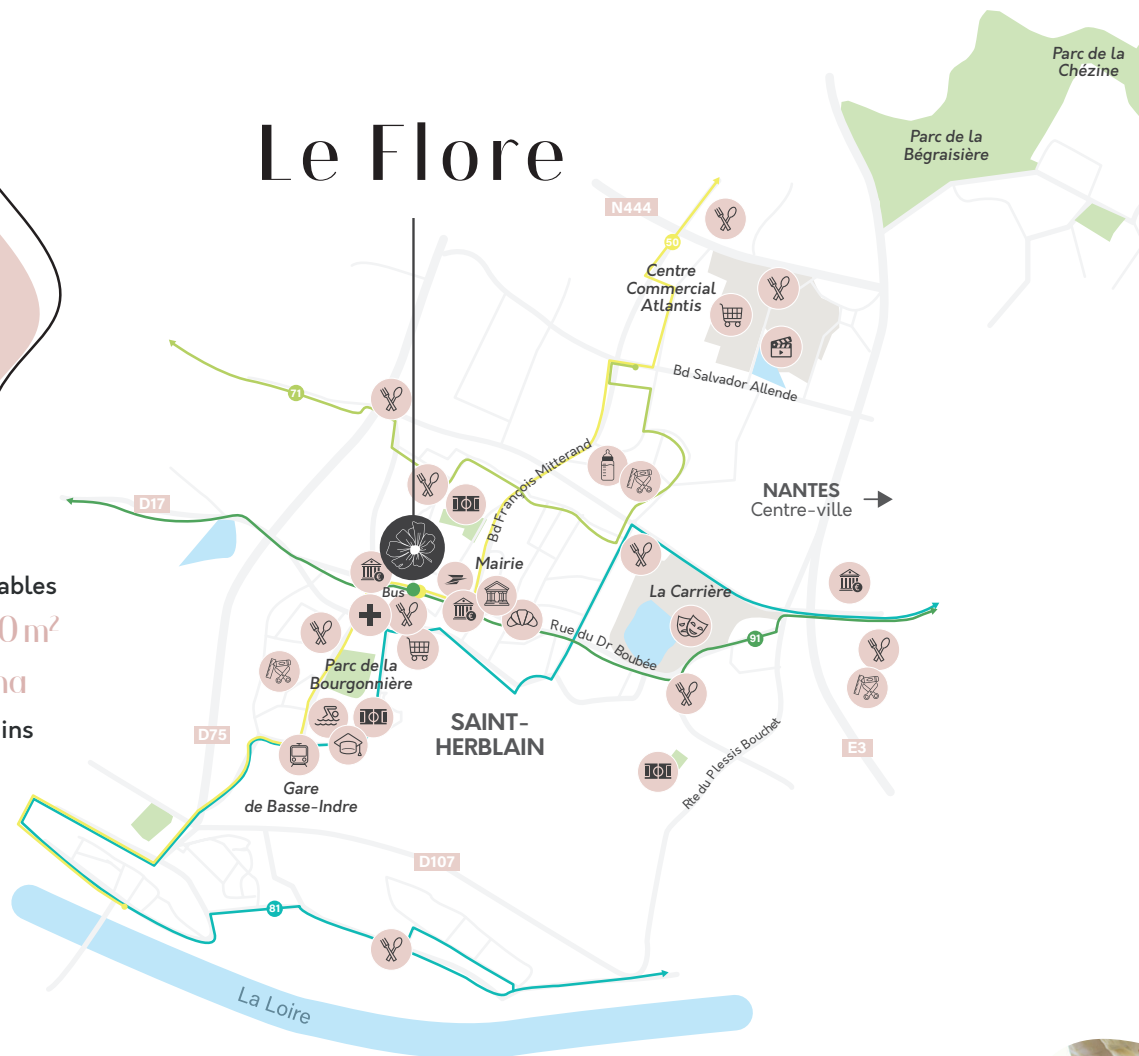 Parc de la
Chézine
Parc de la
Bégraisière
Le Flore
N444
50
Centre
Commercial
Atlantis
Bd Salvador Allende
71
Bd François Mitterand
NANTES
Centre-ville
D17
Mairie
Bus
La Carrière
ables
0 m²
na
ins
Rue du Dr Boubée
91
Parc de la
Bourgonnière
SAINT-
HERBLAIN
D75
E3
Rte du Plessis Bouchet
Gare
de Basse-Indre
D107
81
La Loire